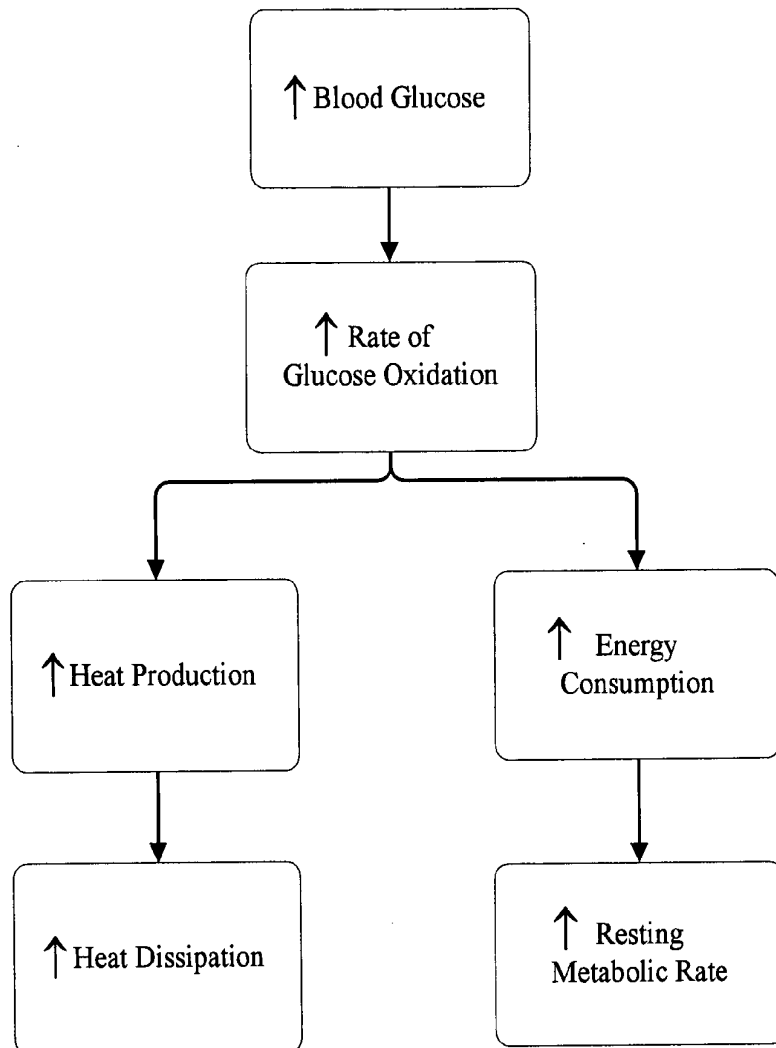 ↑ Blood Glucose
↑ Rate of
Glucose Oxidation
↑ Heat Production
↑ Energy
Consumption
↑ Heat Dissipation
↑ Resting
Metabolic Rate